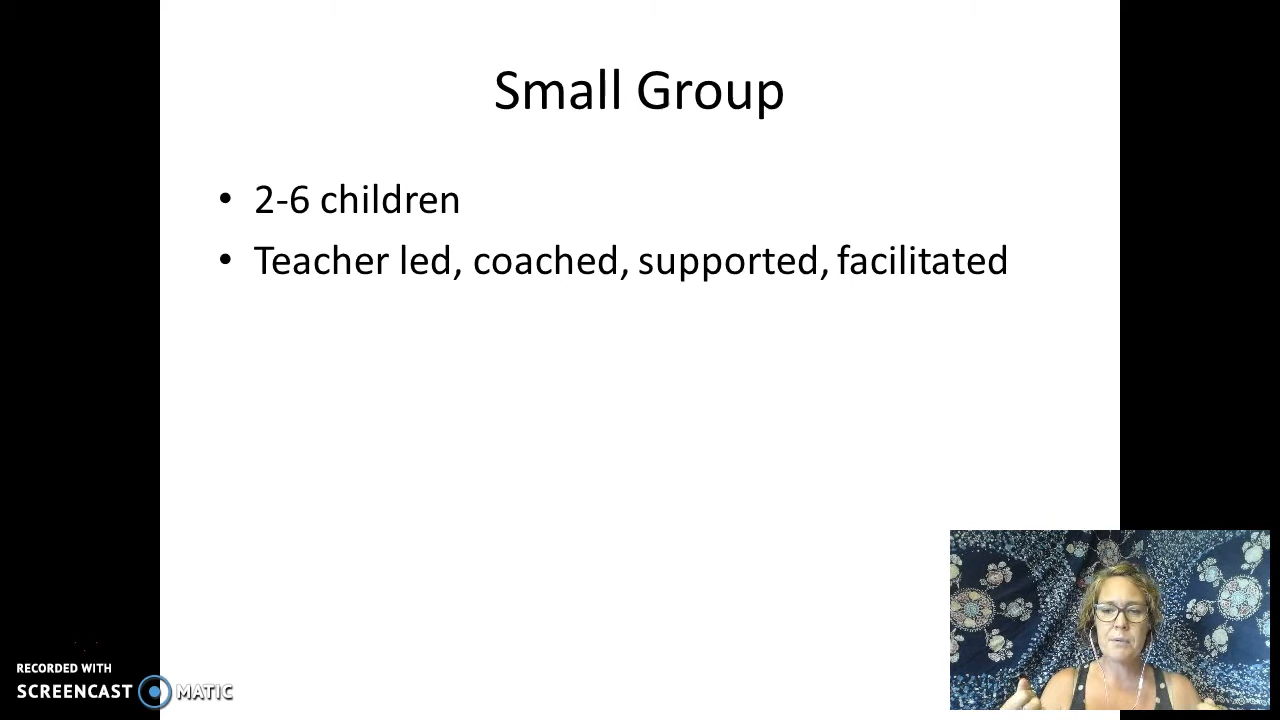 Small Group
• 2-6 children
• Teacher led, coached, supported, facilitated
RECORDED WITH
SCREENCAST MATIC